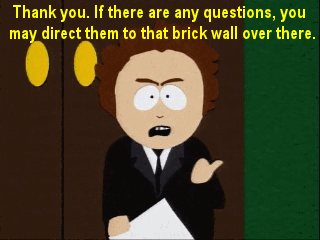 Thank you. If there are any questions, you
may direct them to that brick wall over there.